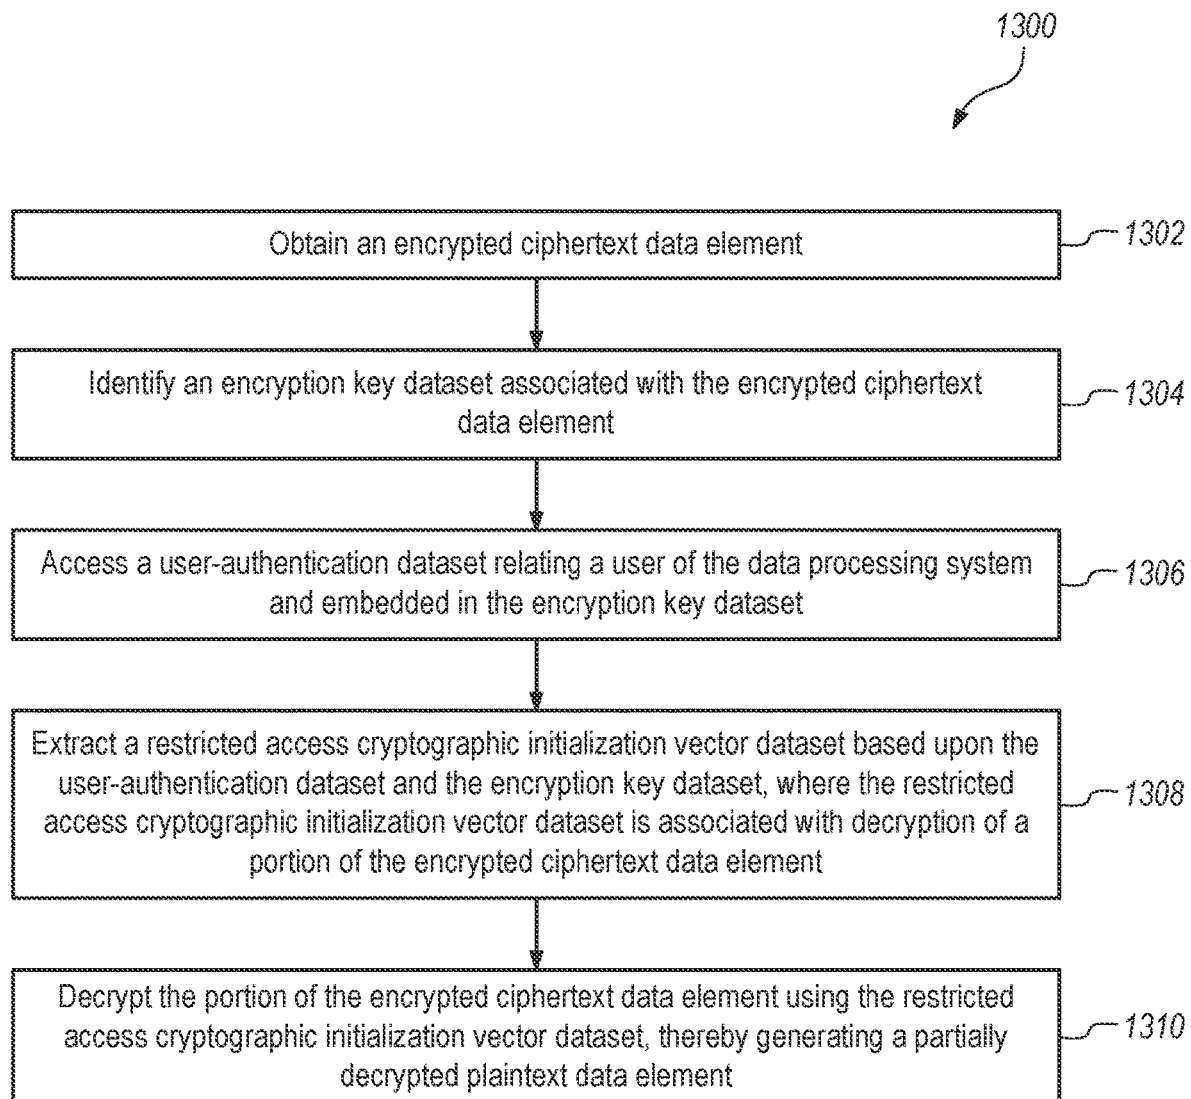 1300
Obtain an encrypted ciphertext data element
1302
Identify an encryption key dataset associated with the encrypted ciphertext
data element
1304
Access a user-authentication dataset relating a user of the data processing system
and embedded in the encryption key dataset
1306
Extract a restricted access cryptographic initialization vector dataset based upon the
user-authentication dataset and the encryption key dataset, where the restricted
access cryptographic initialization vector dataset is associated with decryption of a
portion of the encrypted ciphertext data element
1308
Decrypt the portion of the encrypted ciphertext data element using the restricted
access cryptographic initialization vector dataset, thereby generating a partially
decrypted plaintext data element
1310